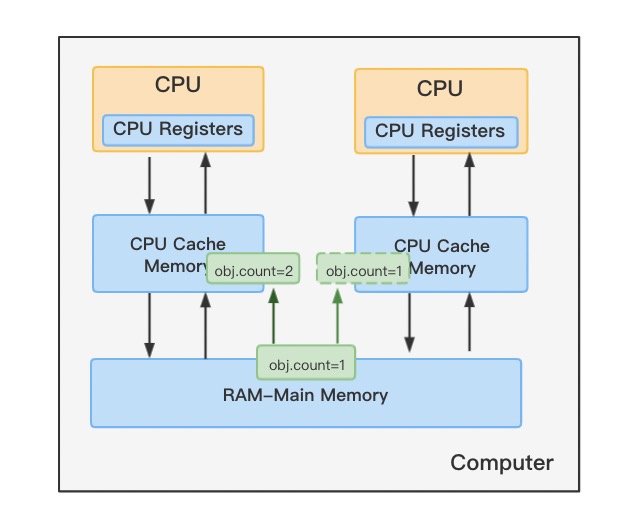 CPU
CPU Registers
CPU
CPU Registers
CPU Cache
Memory
obj.count=2
CPU Cache
Memory
obj.count=1
obj.count=1
RAM-Main Memory
Computer